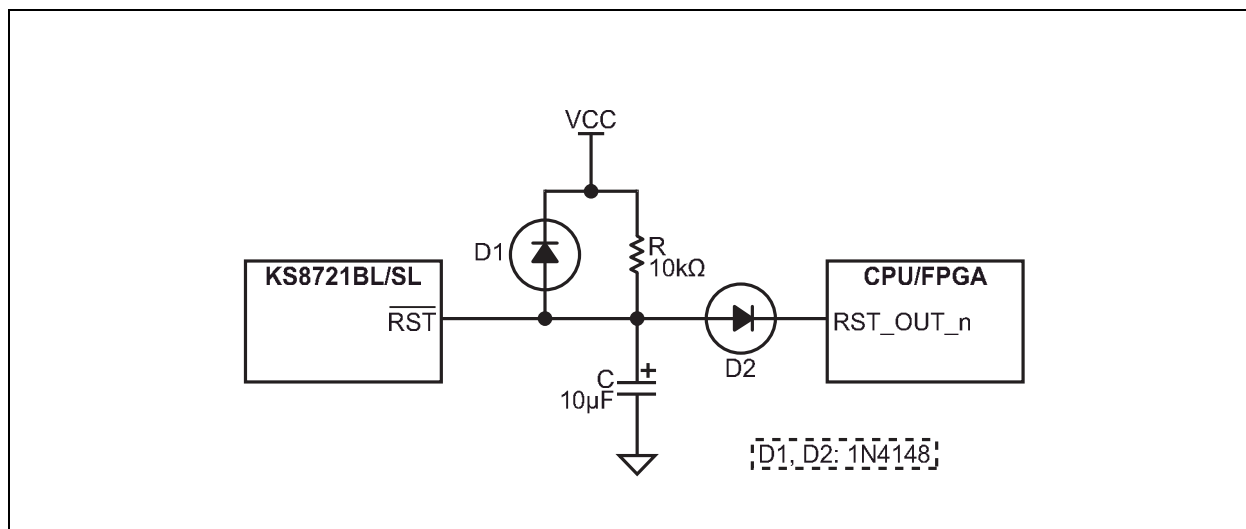 VCC
D1
R
10kΩ
KS8721BL/SL
RST
CPU/FPGA
RST_OUT_n
D2
C
+
10µF
D1, D2: 1N4148